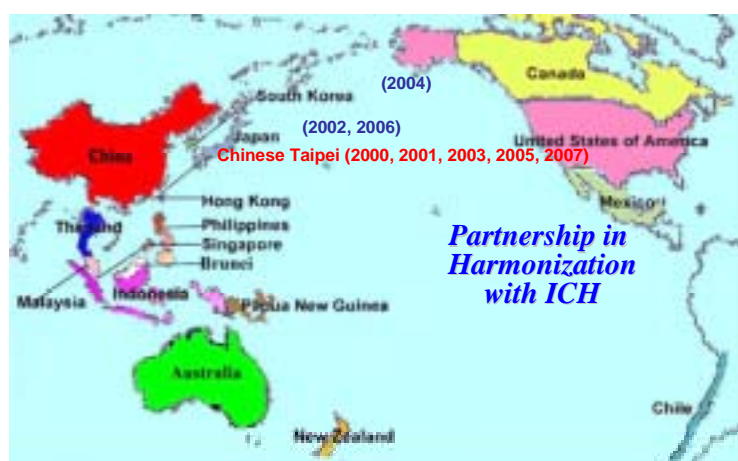 Canada
(2004)
South Korea
(2002, 2006)
Japan
United States of America
China
Chinese Taipei (2000, 2001, 2003, 2005, 2007)
Hong Kong
Mexico
Thailand
Philippines
Singapore
Brunei
Partnership in
Harmonization
with ICH
Malaysia
Indonesia
Papua New Guinea
Australia
Chile
New Zealand